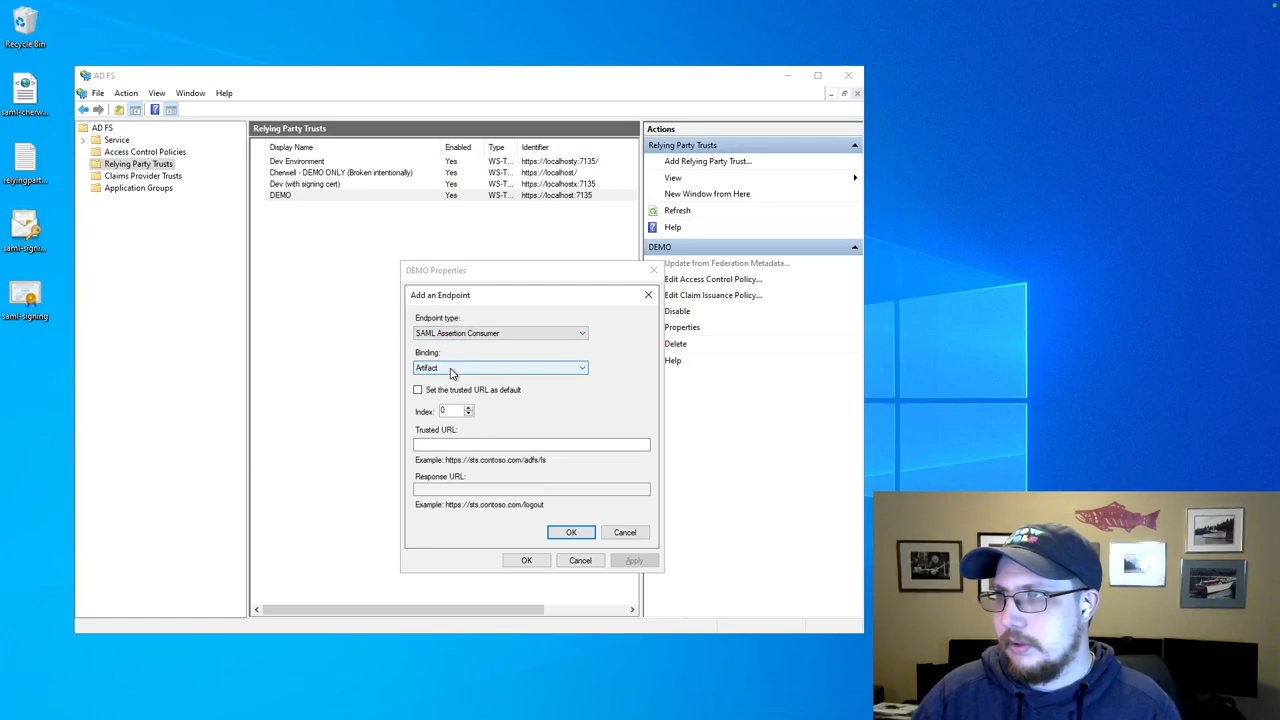 Recycle Bin
saml-cherw...
relyingpart...
saml-signi...
saml-signing
AD FS
File Action View Window Help
AD FS
Service
Access Control Policies
Relying Party Trusts
Claims Provider Trusts
Application Groups
Relying Party Trusts
Display Name Enabled Type Identifier
Dev Environment Yes WS-T... https://localhosty:7135/
Cherwell - DEMO ONLY (Broken intentionally) Yes WS-T... https://localhost/
Dev (with signing cert) Yes WS-T... https://localhostx:7135
DEMO Yes WS-T... https://localhost:7135
Actions
Relying Party Trusts
Add Relying Party Trust...
View
New Window from Here
Refresh
Help
DEMO
Update from Federation Metadata...
Edit Access Control Policy...
Edit Claim Issuance Policy...
Disable
Properties
Delete
Help
DEMO Properties
Add an Endpoint
Endpoint type:
SAML Assertion Consumer
Binding:
Artifact
Set the trusted URL as default
Index: 0
Trusted URL:
Example: https://sts.contoso.com/adfs/ls
Response URL:
Example: https://sts.contoso.com/logout
OK Cancel
OK Cancel Apply